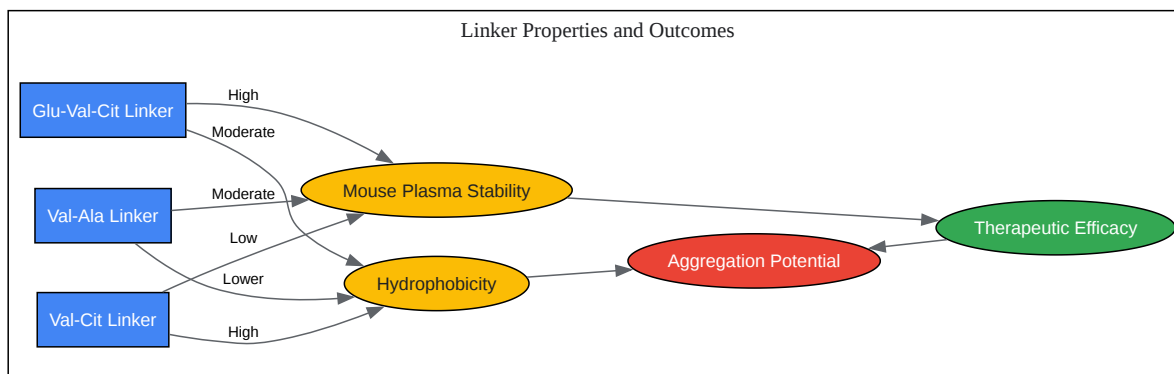 Linker Properties and Outcomes
Glu-Val-Cit Linker
High
Moderate
Val-Ala Linker
Moderate
Mouse Plasma Stability
Low
Therapeutic Efficacy
Aggregation Potential
Lower
Hydrophobicity
Val-Cit Linker
High